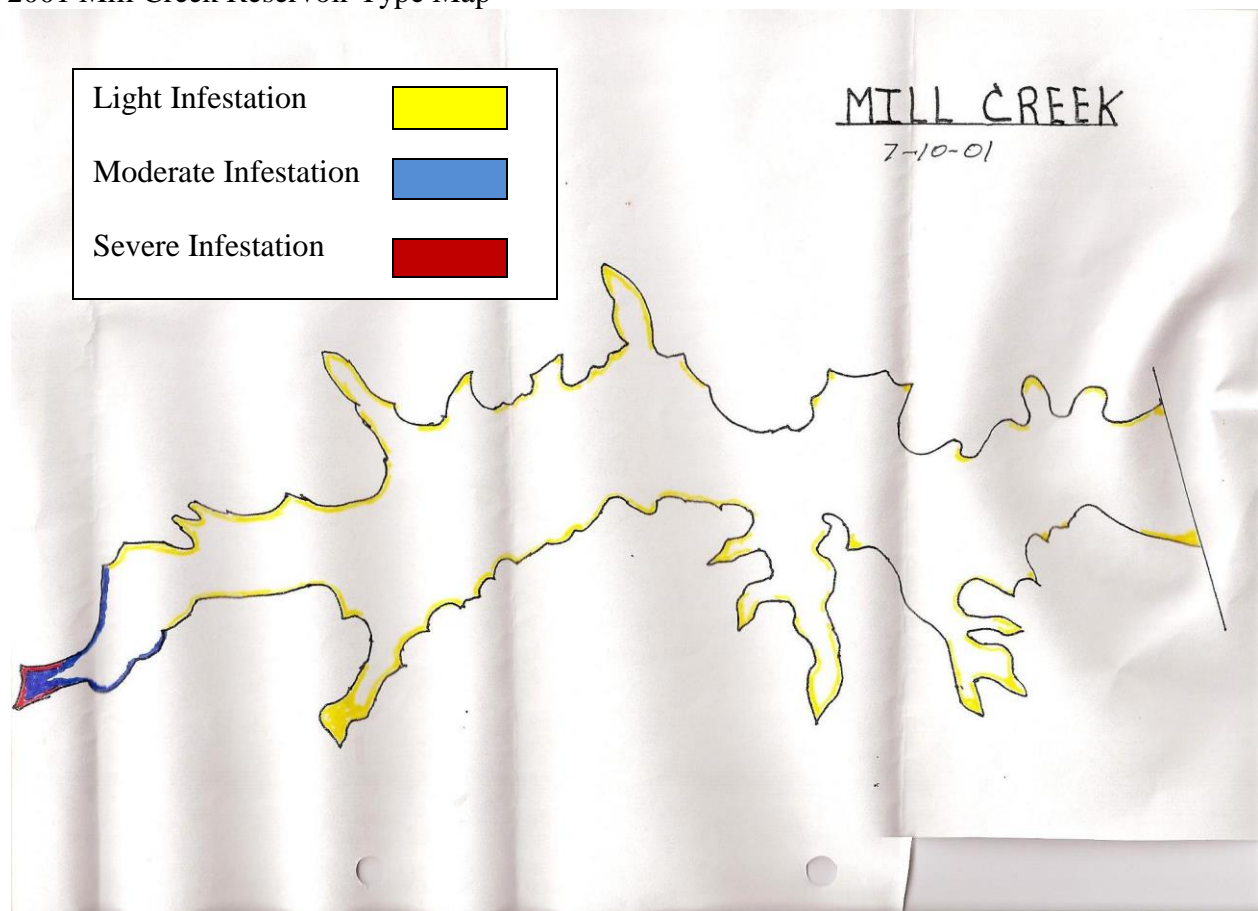 2001 Mill Creek Reservoir Type Map
Light Infestation
Moderate Infestation
Severe Infestation
MILL CREEK
7-10-01